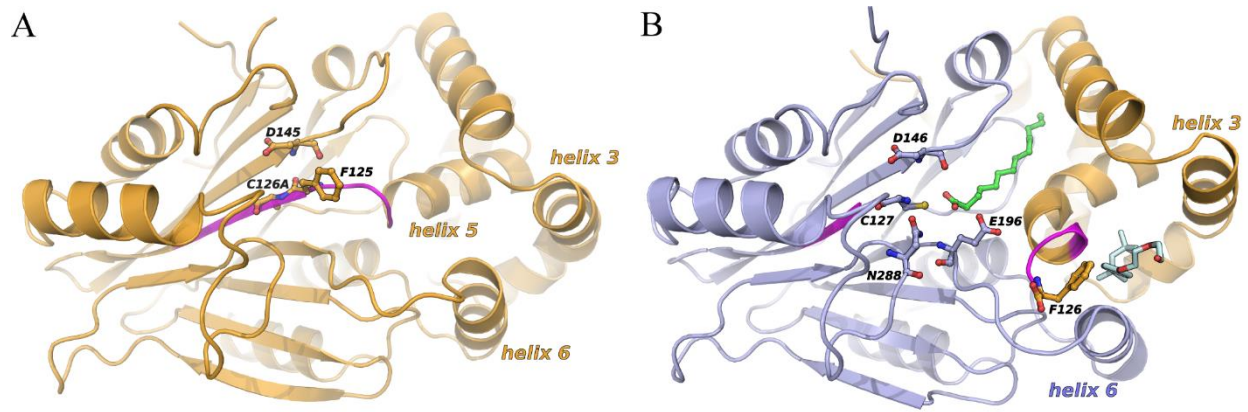 A
D145
F125
C126A
helix 3
helix 5
helix 6
B
D146
helix 3
C127
E196
N288
F126
helix 6